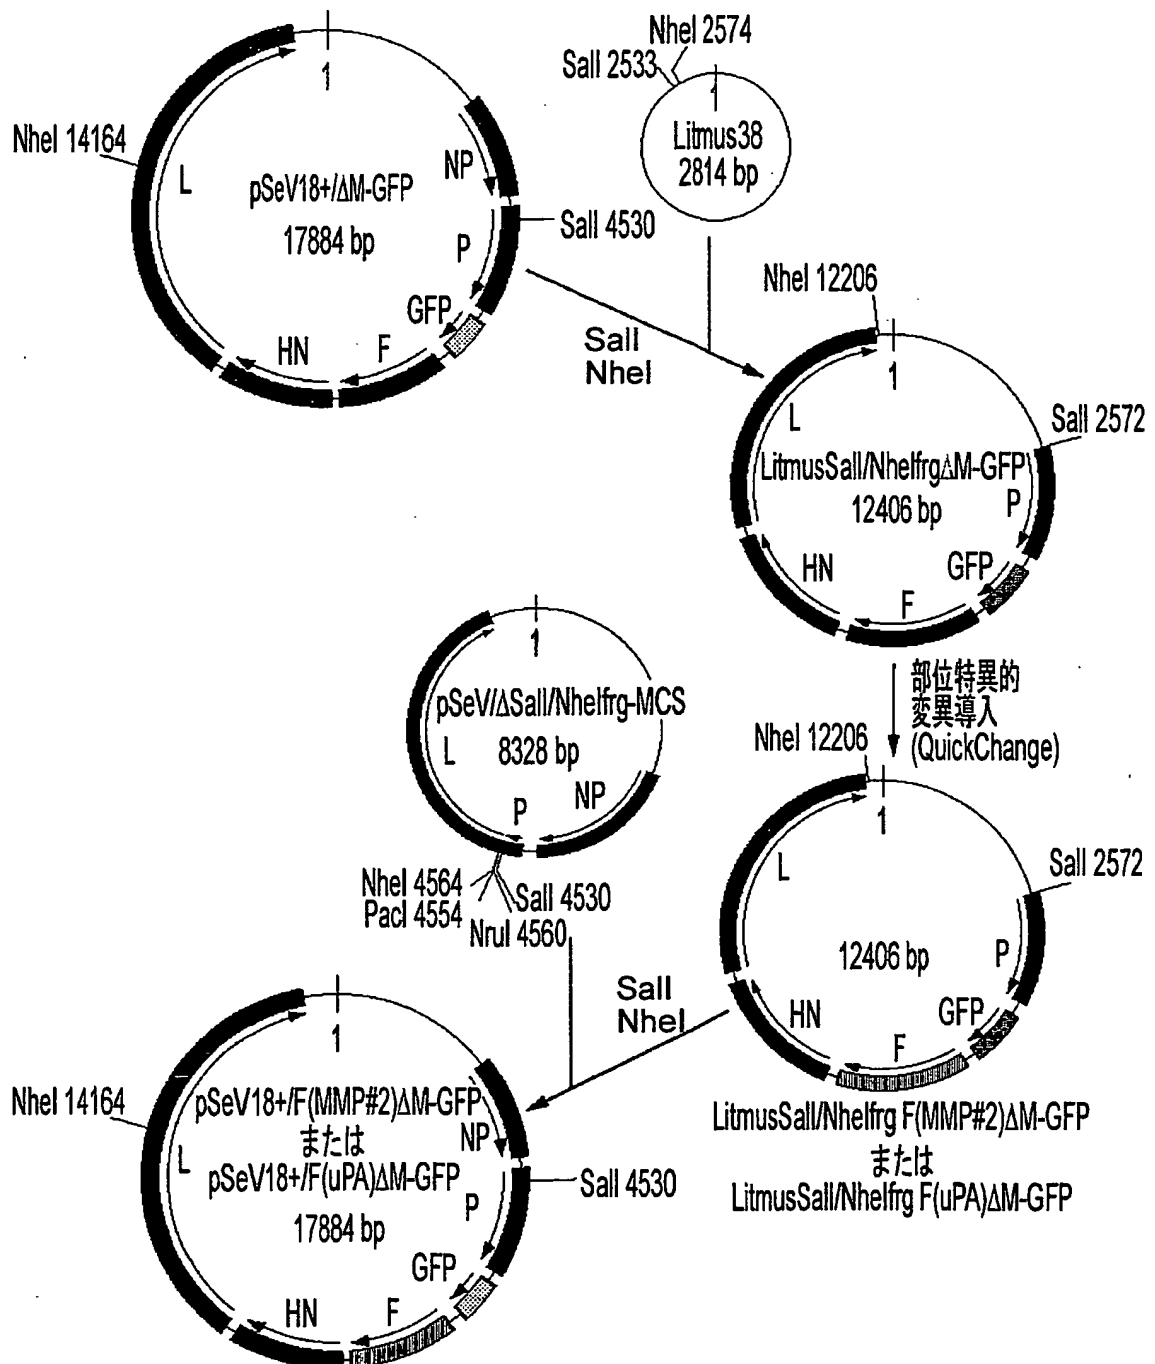 NheI 2574
SalI 2533
1
Litmus38
2814 bp
1
NheI 14164
L
NP
pSeV18+/ΔM-GFP
17884 bp
SalI 4530
P
GFP
F
HN
SalI
NheI
NheI 12206
1
SalI 2572
L
LitmusSalI/NheIfrgΔM-GFP
12406 bp
P
GFP
HN
F
部位特異的
変異導入
(QuickChange)
1
pSeV/ΔSalI/NheIfrg-MCS
8328 bp
L
P
NP
NheI 4564
PacI 4554
SalI 4530
NruI 4560
NheI 12206
1
SalI 2572
L
12406 bp
P
GFP
HN
F
LitmusSalI/NheIfrg F(MMP#2)ΔM-GFP
または
LitmusSalI/NheIfrg F(uPA)ΔM-GFP
SalI
NheI
1
NheI 14164
pSeV18+/F(MMP#2)ΔM-GFP
または
pSeV18+/F(uPA)ΔM-GFP
17884 bp
L
NP
SalI 4530
P
GFP
F
HN